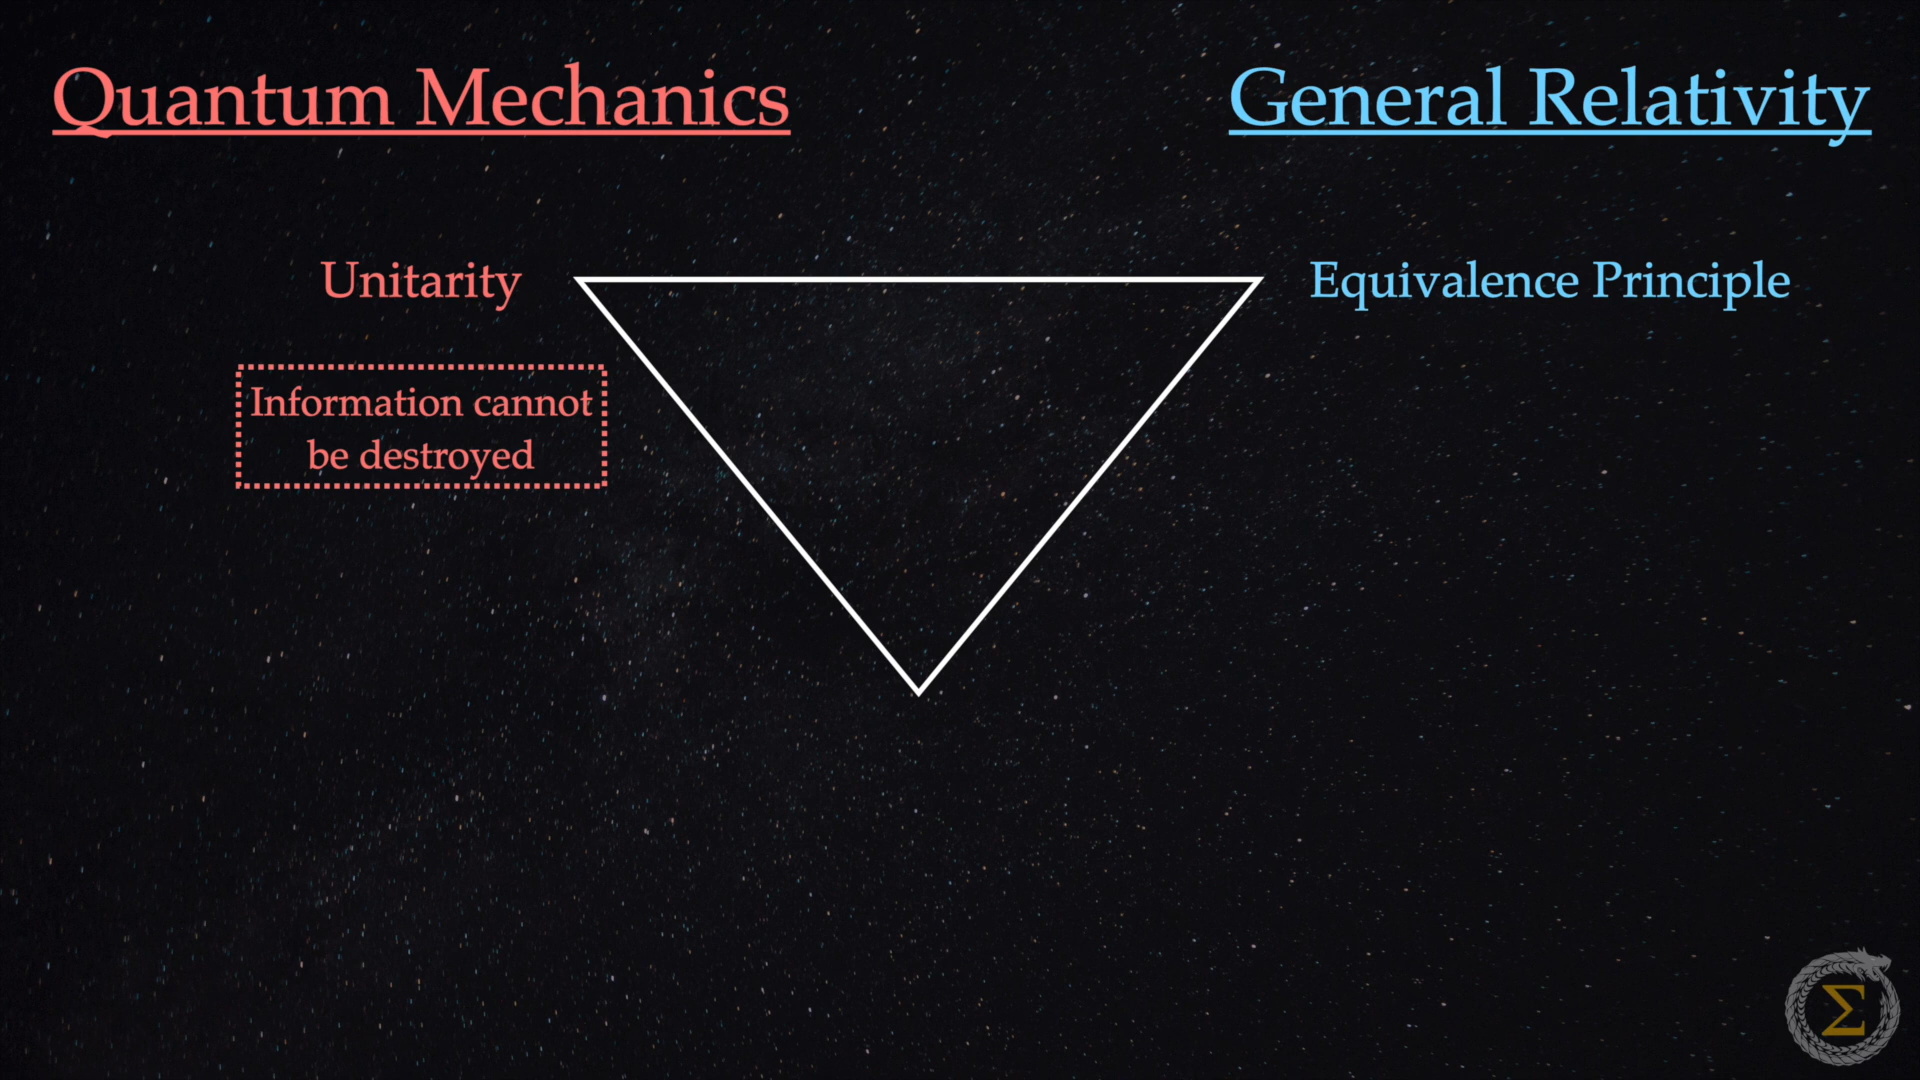 Quantum Mechanics
General Relativity
Unitarity
Equivalence Principle
Information cannot
be destroyed
Σ